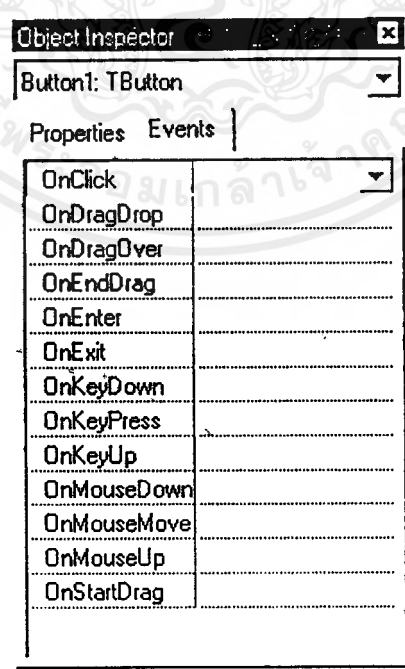 Object Inspector
Button1: TButton
Properties Events
OnClick
OnDragDrop
OnDragOver
OnEndDrag
OnEnter
OnExit
OnKeyDown
OnKeyPress
OnKeyUp
OnMouseDown
OnMouseMove
OnMouseUp
OnStartDrag